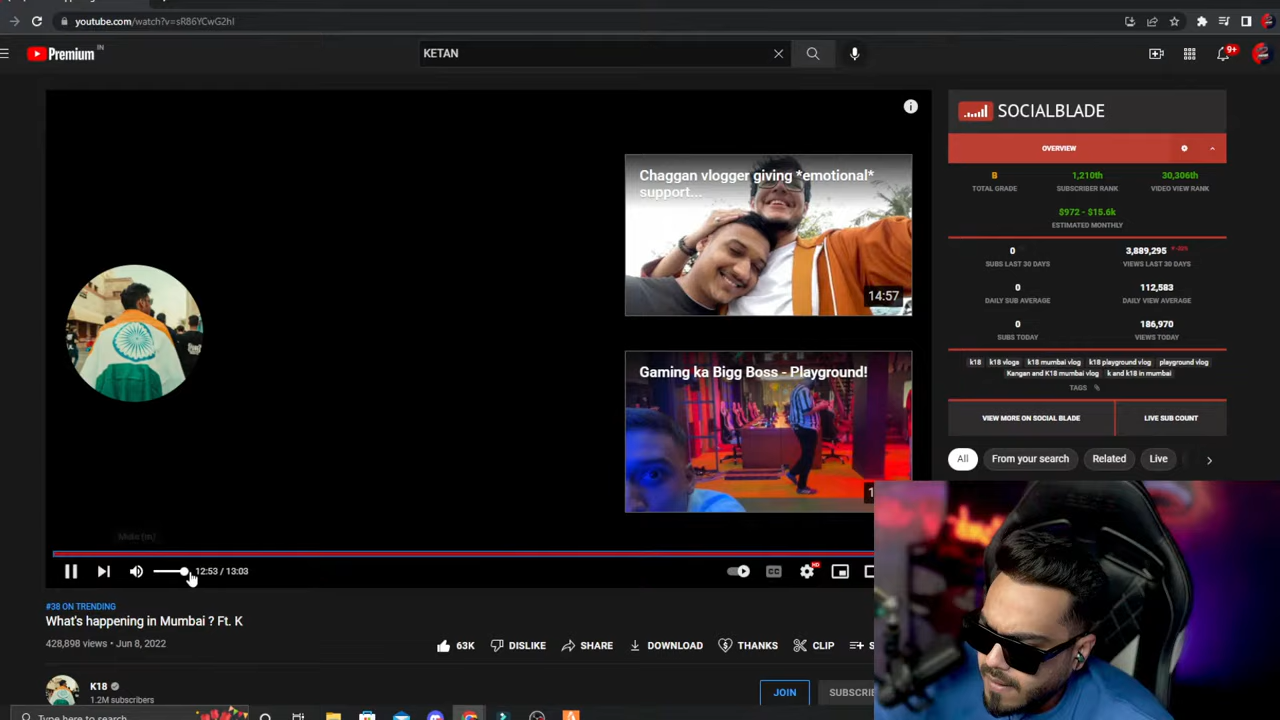 youtube.com/watch?v=sR86YCwG2hI
Premium IN
KETAN
9+
Chaggan vlogger giving *emotional*
support...
14:57
Gaming ka Bigg Boss - Playground!
Mute (m)
12:53 / 13:03
CC
HD
#38 ON TRENDING
What's happening in Mumbai ? Ft. K
428,898 views • Jun 8, 2022
63K
DISLIKE
SHARE
DOWNLOAD
THANKS
CLIP
K18
1.2M subscribers
JOIN
Type here to search
SOCIALBLADE
OVERVIEW
B 1,210th 30,306th
TOTAL GRADE SUBSCRIBER RANK VIDEO VIEW RANK
$972 - $15.6k
ESTIMATED MONTHLY
0 3,889,295
SUBS LAST 30 DAYS VIEWS LAST 30 DAYS
0 112,583
DAILY SUB AVERAGE DAILY VIEW AVERAGE
0 186,970
SUBS TODAY VIEWS TODAY
k18 k18 vloga k18 mumbai vlog k18 playground vlog playground vlog
Kangan and K18 mumbai vlog k and k18 in mumbai
TAGS
VIEW MORE ON SOCIAL BLADE LIVE SUB COUNT
All From your search Related Live